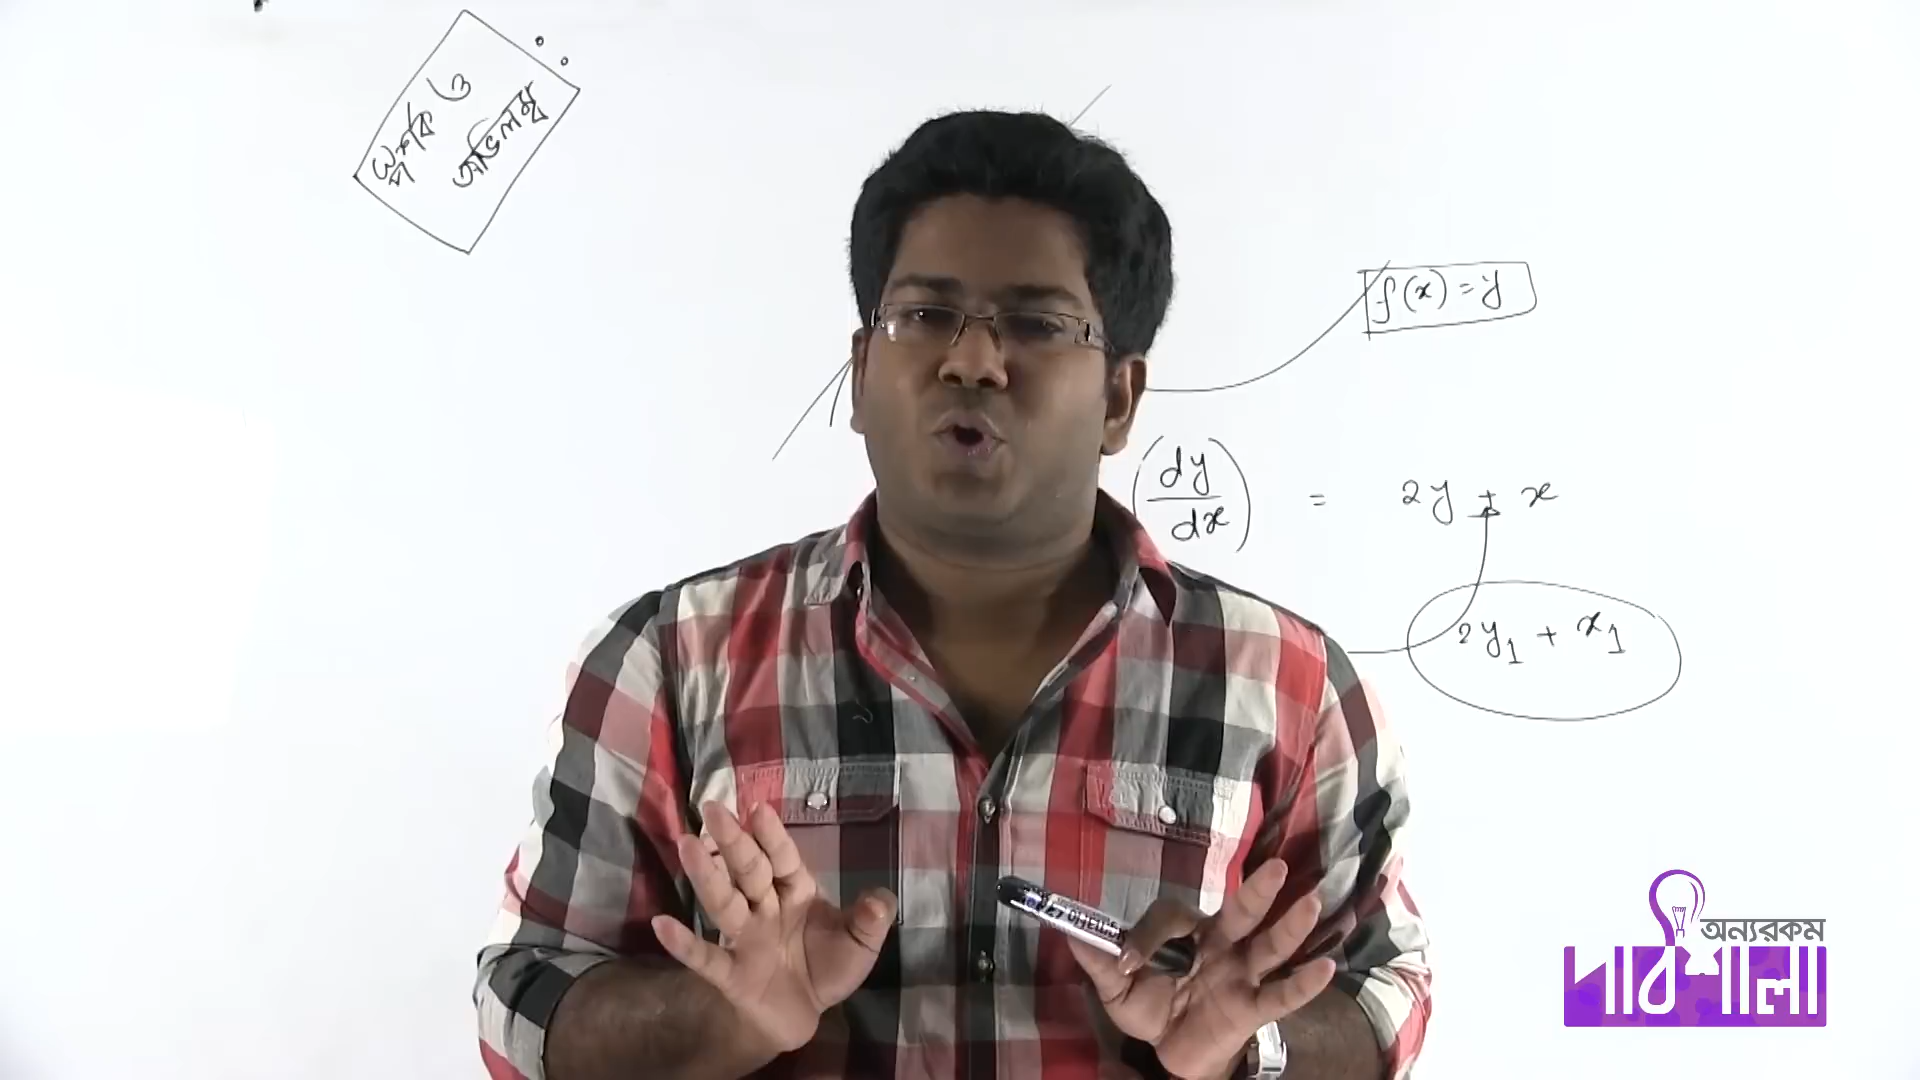 স্পর্শক ও
অভিলম্ব
f(x) = y
(dy/dx) = 2y + x
2y₁ + x₁
অন্যরকম
পাঠশালা